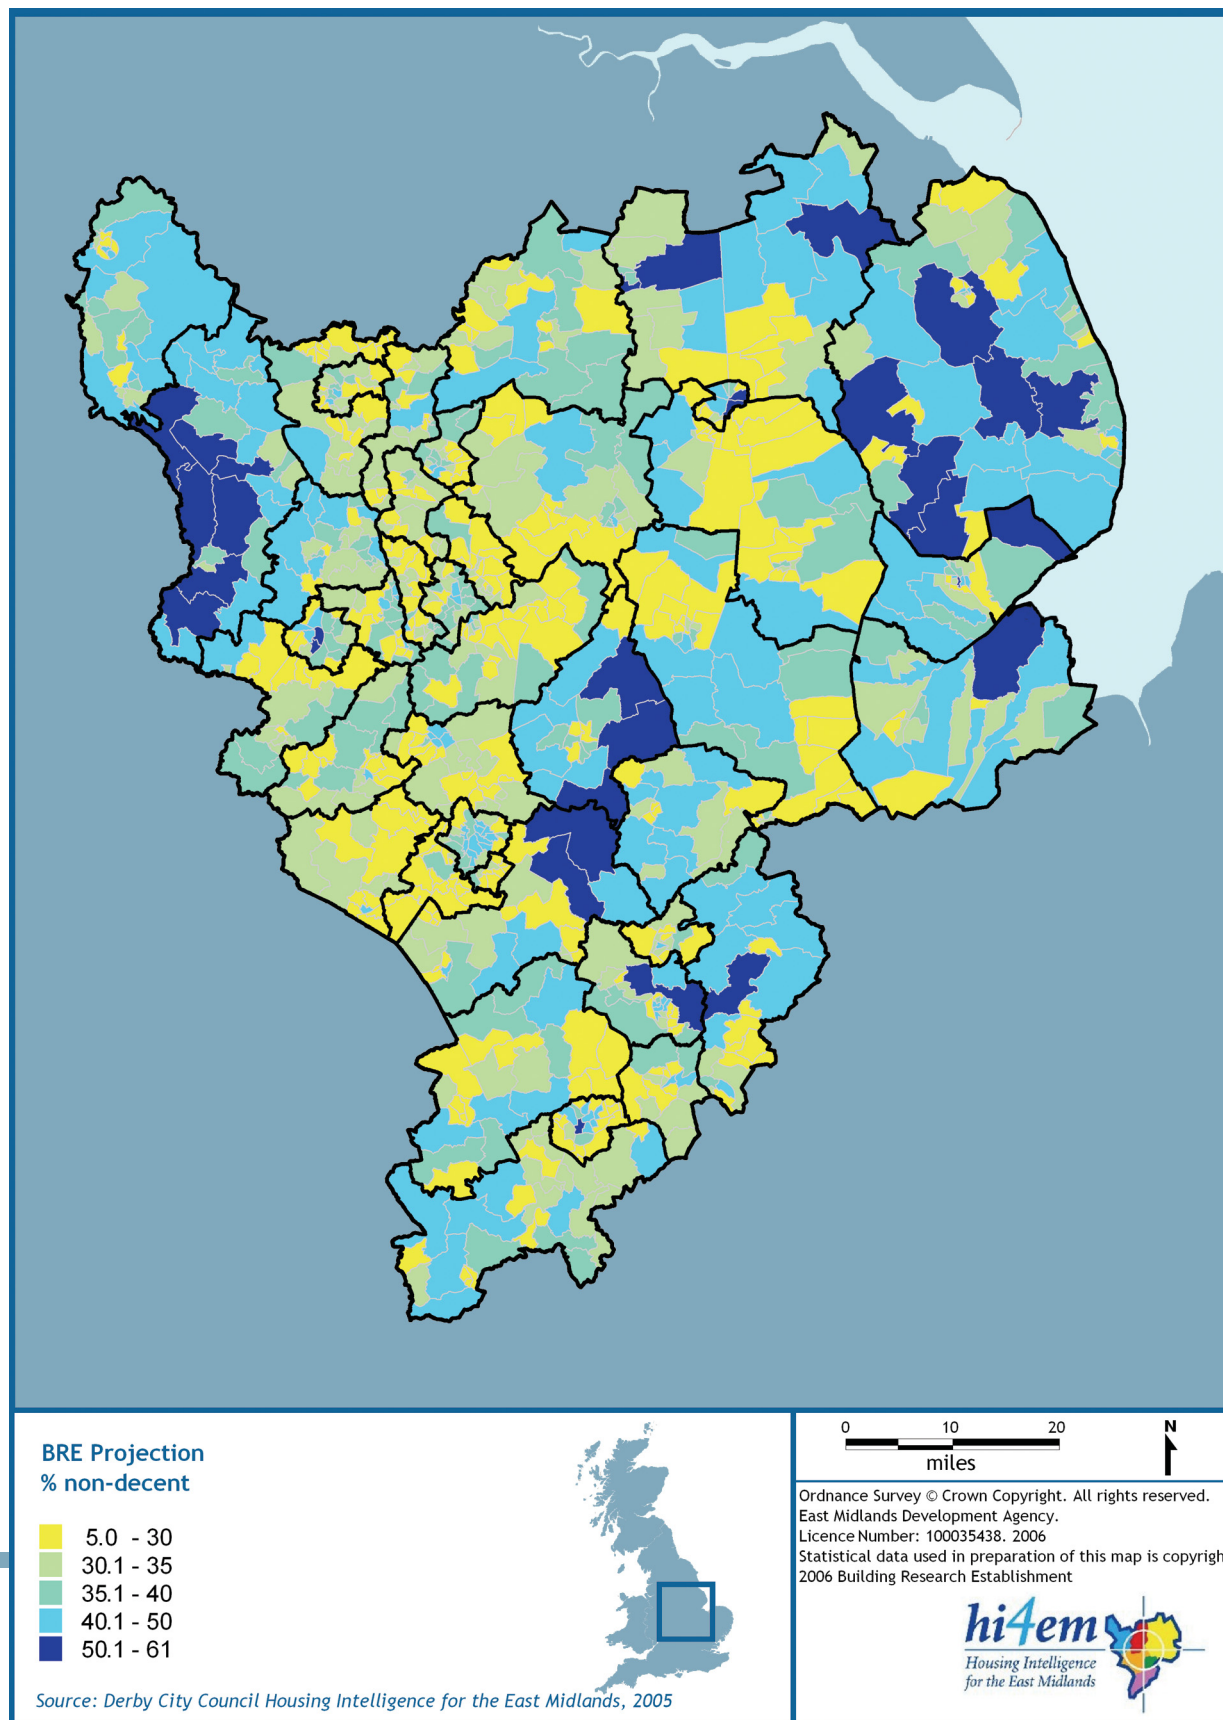 BRE Projection
% non-decent
5.0 - 30
30.1 - 35
35.1 - 40
40.1 - 50
50.1 - 61
Source: Derby City Council Housing Intelligence for the East Midlands, 2005
0 10 20
miles
N
Ordnance Survey © Crown Copyright. All rights reserved.
East Midlands Development Agency.
Licence Number: 100035438. 2006
Statistical data used in preparation of this map is copyrigh
2006 Building Research Establishment
hi4em
Housing Intelligence
for the East Midlands